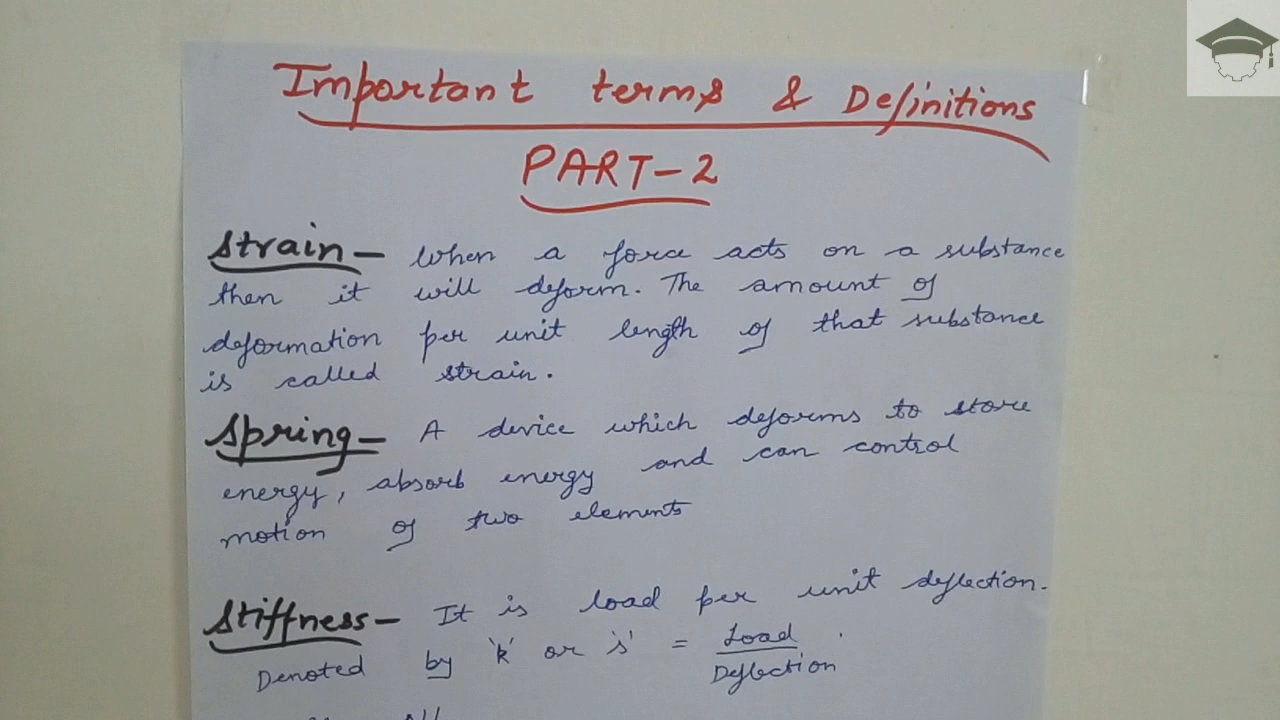 Important terms & Definitions
PART-2
Strain- When a force acts on a substance
then it will deform. The amount of
deformation per unit length of that substance
is called strain.
Spring- A device which deforms to store
energy, absorb energy and can control
motion of two elements
Stiffness- It is load per unit deflection.
Denoted by 'k' or 's' = Load
Deflection